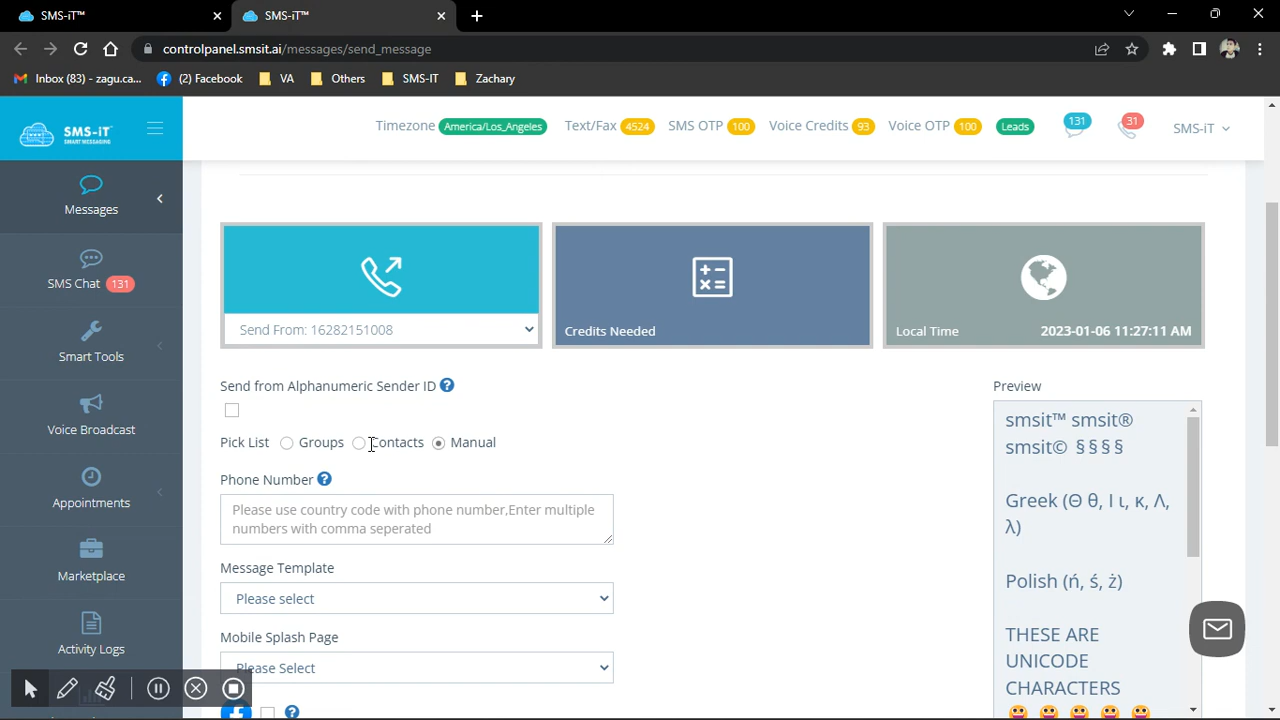 SMS-iT™
SMS-iT™
controlpanel.smsit.ai/messages/send_message
Inbox (83) - zagu.ca...
(2) Facebook
VA
Others
SMS-IT
Zachary
SMS-iT
SMART MESSAGING
Timezone America/Los_Angeles
Text/Fax 4524
SMS OTP 100
Voice Credits 93
Voice OTP 100
Leads
131
31
SMS-iT
Messages
SMS Chat 131
Smart Tools
Voice Broadcast
Appointments
Marketplace
Activity Logs
Send From: 16282151008
Credits Needed
Local Time 2023-01-06 11:27:11 AM
Send from Alphanumeric Sender ID
Pick List Groups Contacts Manual
Phone Number
Please use country code with phone number,Enter multiple
numbers with comma seperated
Message Template
Please select
Mobile Splash Page
Please Select
Preview
smsit™ smsit®
smsit© §§§§
Greek (Θ θ, Ι ι, κ, Λ,
λ)
Polish (ń, ś, ż)
THESE ARE
UNICODE
CHARACTERS